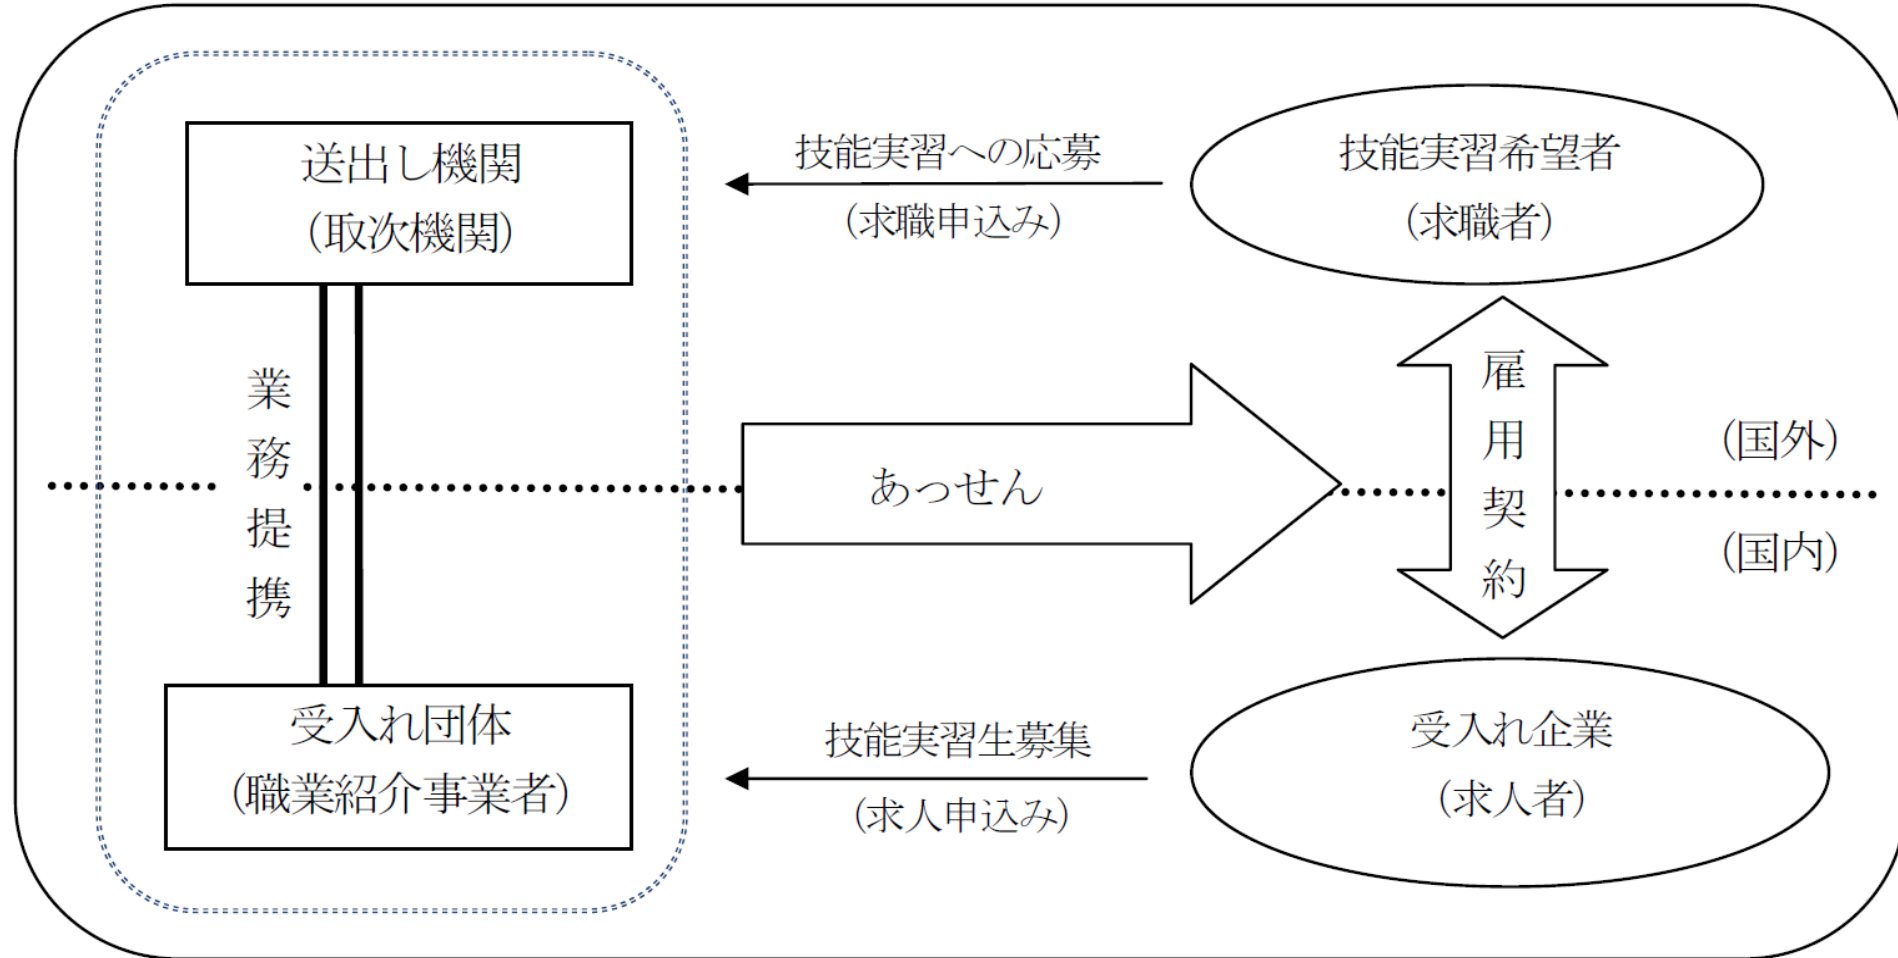 送出し機関
(取次機関)
技能実習への応募
(求職申込み)
技能実習希望者
(求職者)
業務提携
あっせん
雇用契約
(国外)
(国内)
受入れ団体
(職業紹介事業者)
技能実習生募集
(求人申込み)
受入れ企業
(求人者)